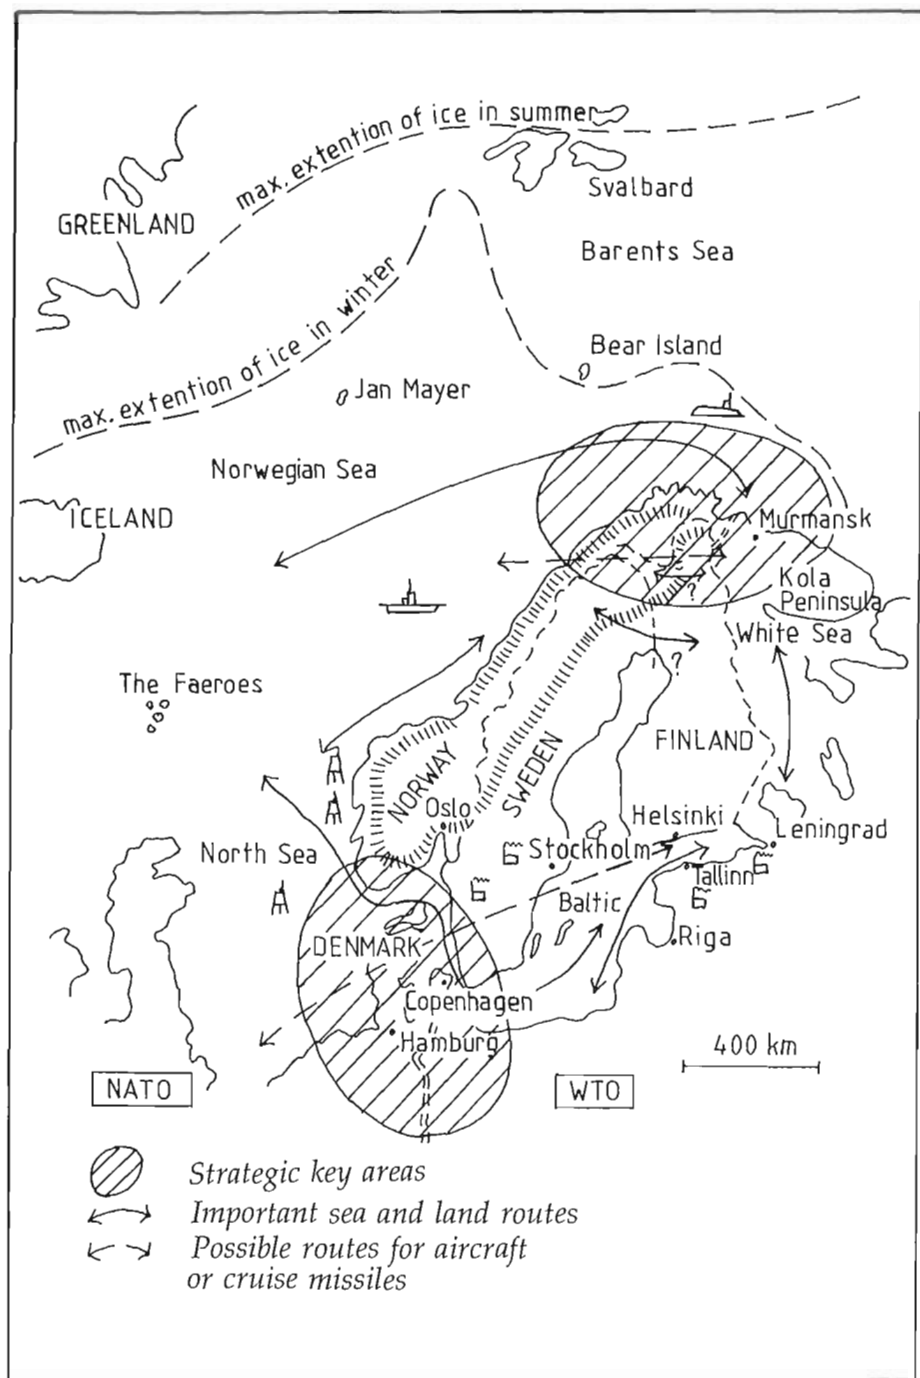 max. extention of ice in summer
Svalbard
GREENLAND
Barents Sea
max. extention of ice in winter
Bear Island
Jan Mayer
Norwegian Sea
ICELAND
Murmansk
Kola
Peninsula
?
White Sea
The Faeroes
?
NORWAY
SWEDEN
FINLAND
Oslo
Helsinki
Leningrad
North Sea
Stockholm
Tallinn
Baltic
DENMARK
Riga
Copenhagen
Hamburg
400 km
NATO
WTO
Strategic key areas
Important sea and land routes
Possible routes for aircraft
or cruise missiles